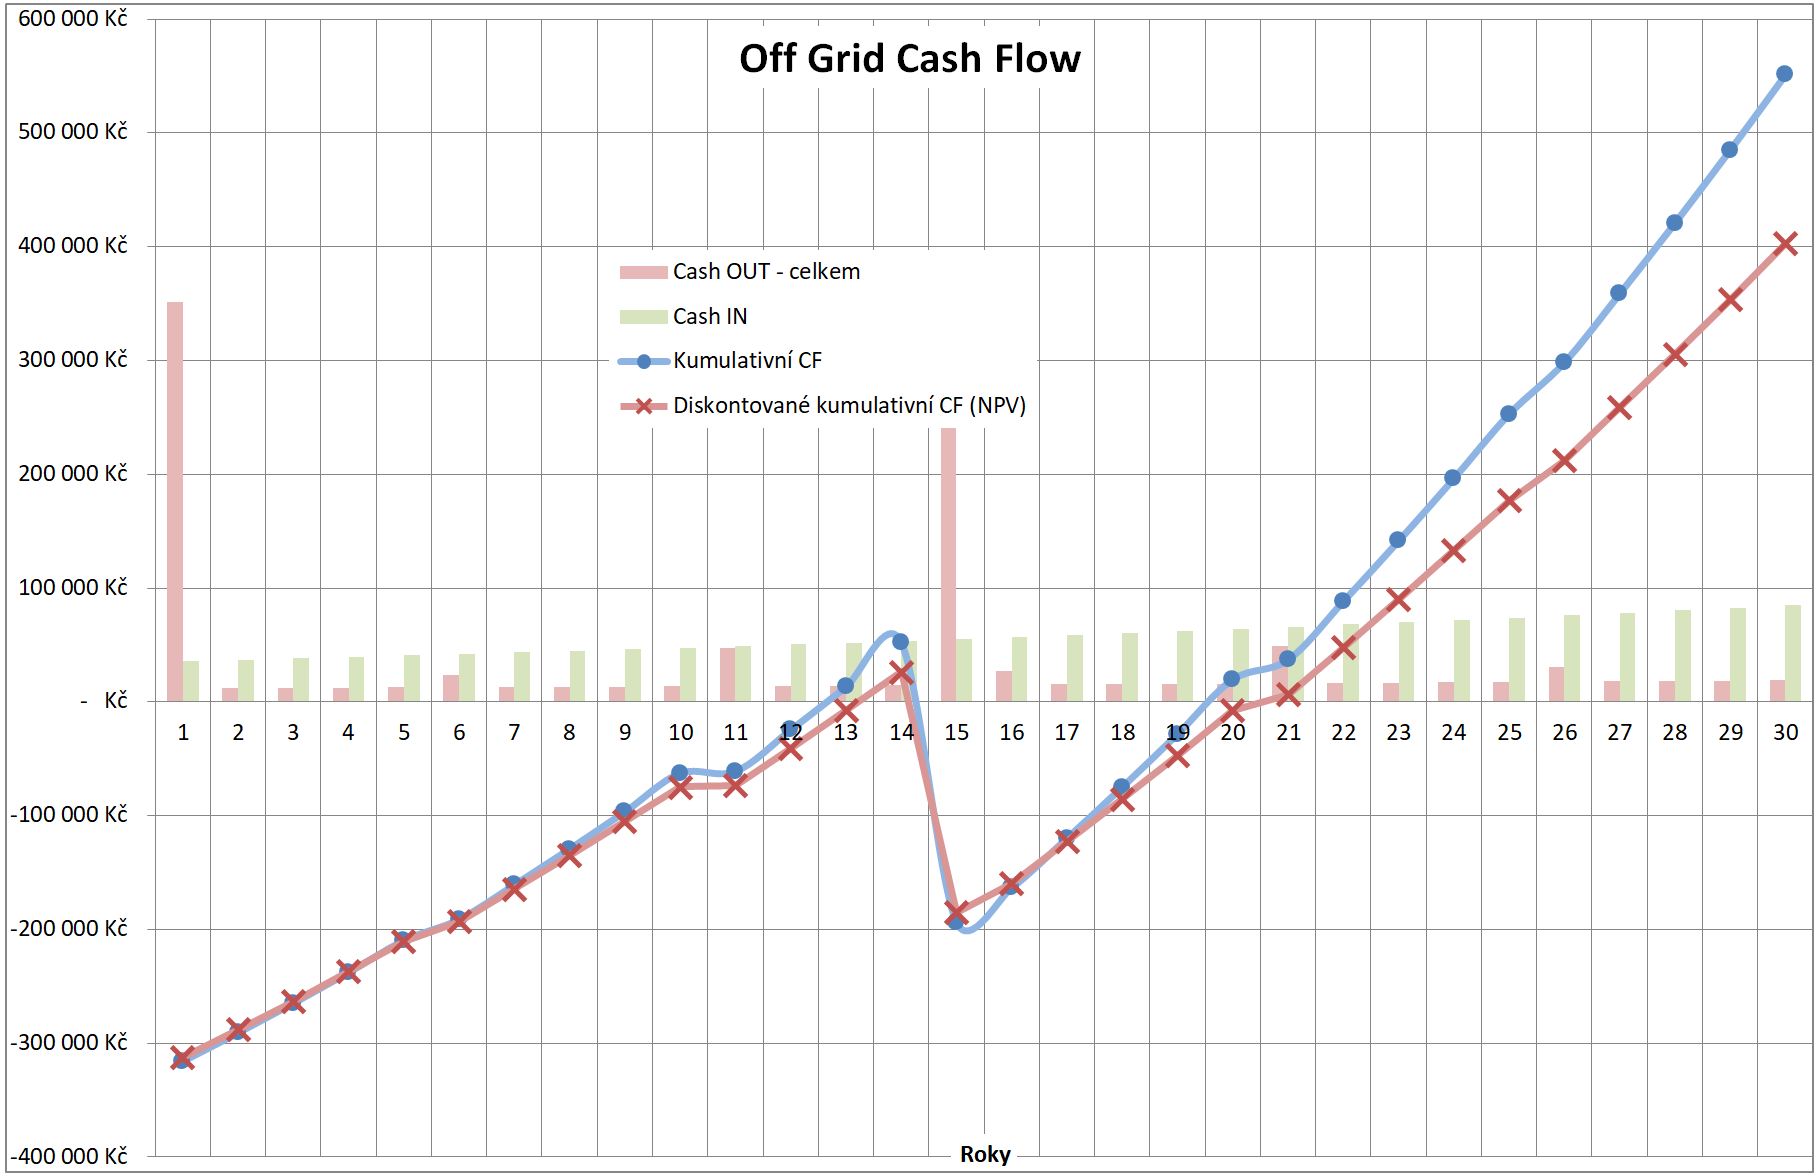 Off Grid Cash Flow
600 000 Kč
500 000 Kč
400 000 Kč
300 000 Kč
200 000 Kč
100 000 Kč
- Kč
-100 000 Kč
-200 000 Kč
-300 000 Kč
-400 000 Kč
Cash OUT - celkem
Cash IN
Kumulativní CF
Diskontované kumulativní CF (NPV)
1 2 3 4 5 6 7 8 9 10 11 12 13 14 15 16 17 18 19 20 21 22 23 24 25 26 27 28 29 30
Roky